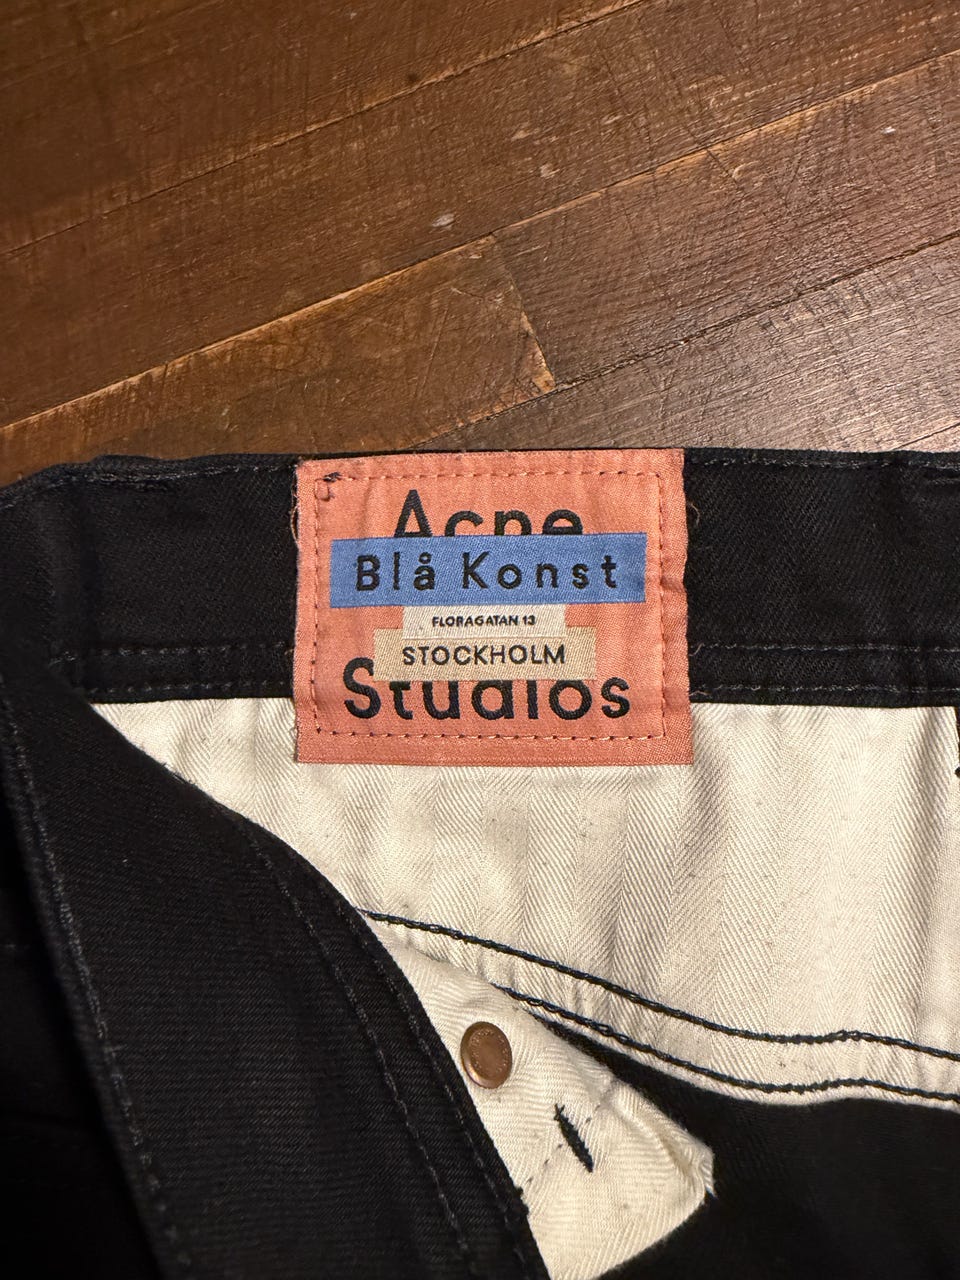 Acne
Blå Konst
FLORAGATAN 13
STOCKHOLM
Studios